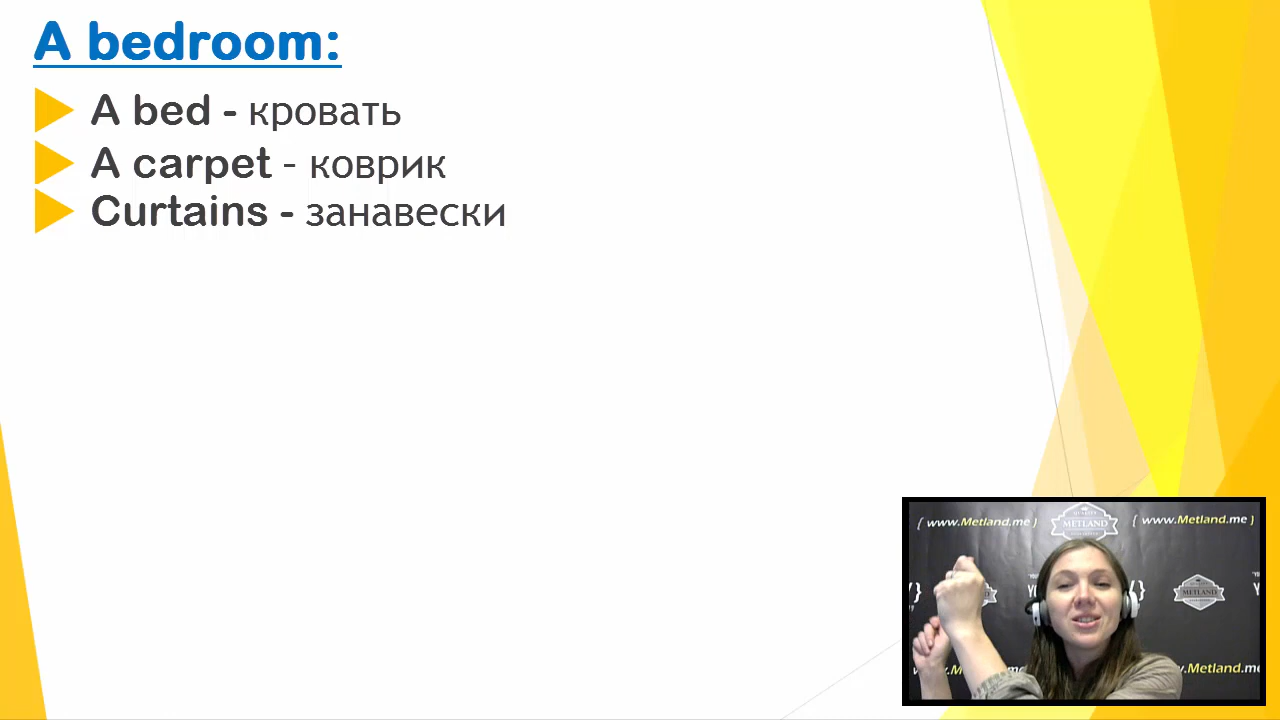 A bedroom:
A bed - кровать
A carpet - коврик
Curtains - занавески
{ www.Metland.me }
METLAND
{ www.Metland.me }
METLAND
www.Metland.me